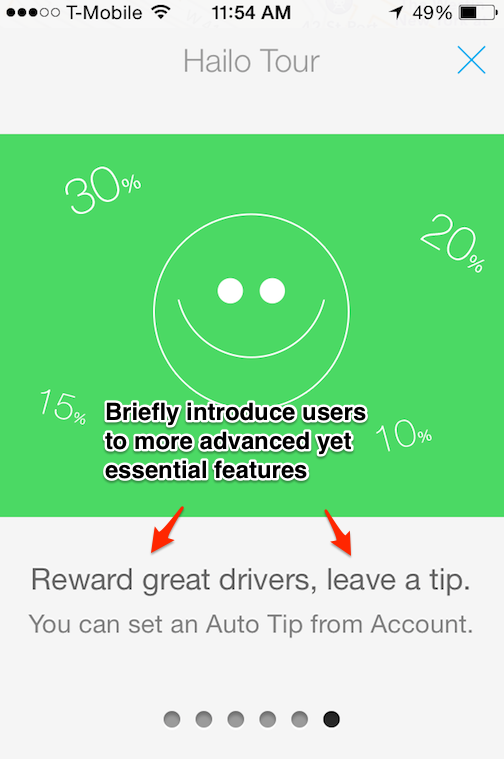 T-Mobile 11:54 AM 49%
Hailo Tour
30%
20%
15%
10%
Briefly introduce users
to more advanced yet
essential features
Reward great drivers, leave a tip.
You can set an Auto Tip from Account.